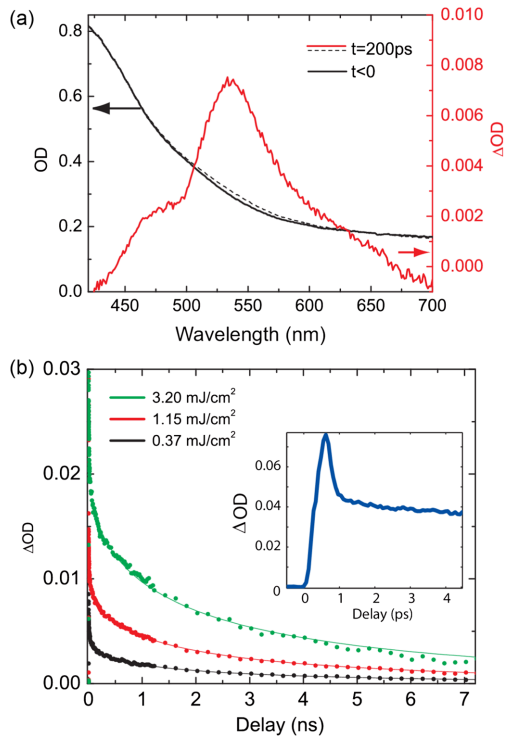 (a)
0.8
0.6
0.4
0.2
0.0
OD
t=200ps
t<0
0.010
0.008
0.006
0.004
0.002
0.000
ΔOD
450 500 550 600 650 700
Wavelength (nm)
(b)
0.03
0.02
0.01
0.00
ΔOD
3.20 mJ/cm²
1.15 mJ/cm²
0.37 mJ/cm²
0.06
0.04
0.02
0
Δ OD
0 1 2 3 4
Delay (ps)
0 1 2 3 4 5 6 7
Delay (ns)